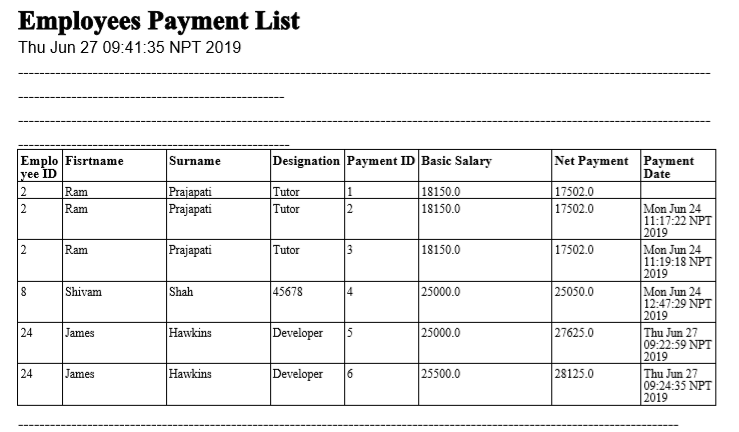 Employees Payment List
Thu Jun 27 09:41:35 NPT 2019
Emplo Fisrtname Surname Designation Payment ID Basic Salary Net Payment Payment
yee ID Date
2 Ram Prajapati Tutor 1 18150.0 17502.0
2 Ram Prajapati Tutor 2 18150.0 17502.0 Mon Jun 24
11:17:22 NPT
2019
2 Ram Prajapati Tutor 3 18150.0 17502.0 Mon Jun 24
11:19:18 NPT
2019
8 Shivam Shah 45678 4 25000.0 25050.0 Mon Jun 24
12:47:29 NPT
2019
24 James Hawkins Developer 5 25000.0 27625.0 Thu Jun 27
09:22:59 NPT
2019
24 James Hawkins Developer 6 25500.0 28125.0 Thu Jun 27
09:24:35 NPT
2019